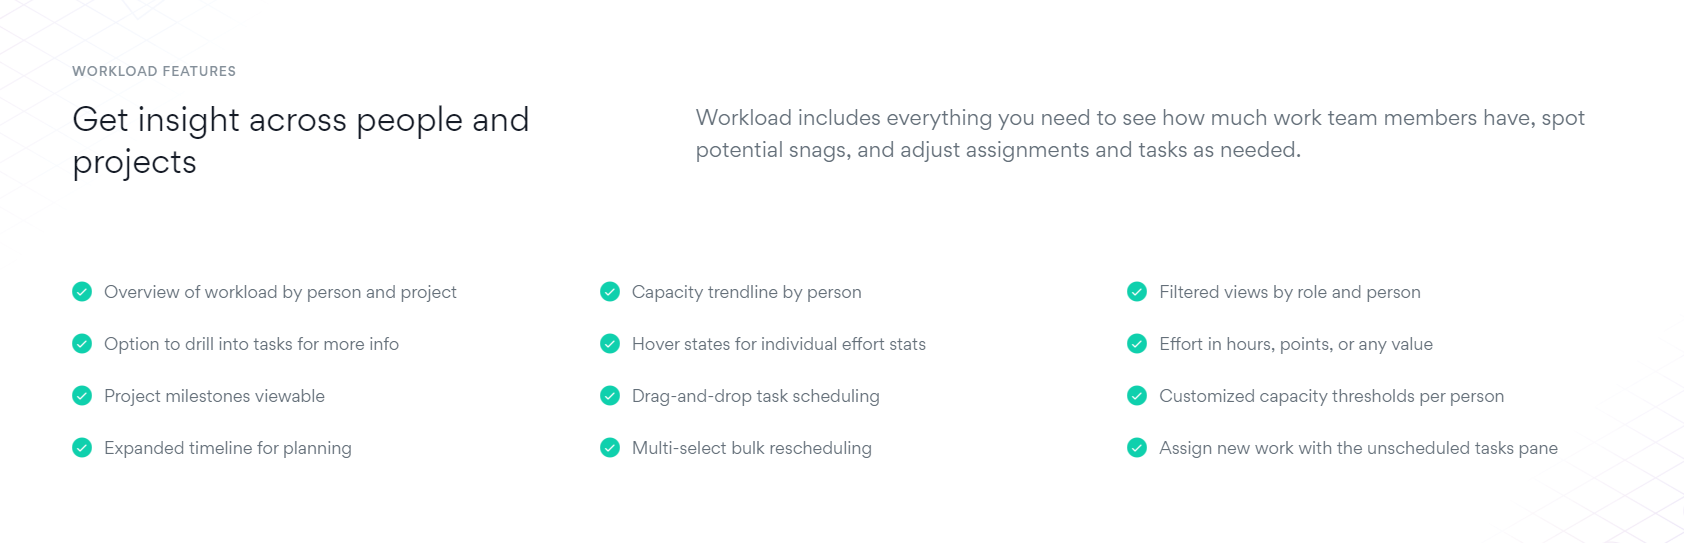 WORKLOAD FEATURES
Get insight across people and
projects
Workload includes everything you need to see how much work team members have, spot
potential snags, and adjust assignments and tasks as needed.
Overview of workload by person and project
Option to drill into tasks for more info
Project milestones viewable
Expanded timeline for planning
Capacity trendline by person
Hover states for individual effort stats
Drag-and-drop task scheduling
Multi-select bulk rescheduling
Filtered views by role and person
Effort in hours, points, or any value
Customized capacity thresholds per person
Assign new work with the unscheduled tasks pane